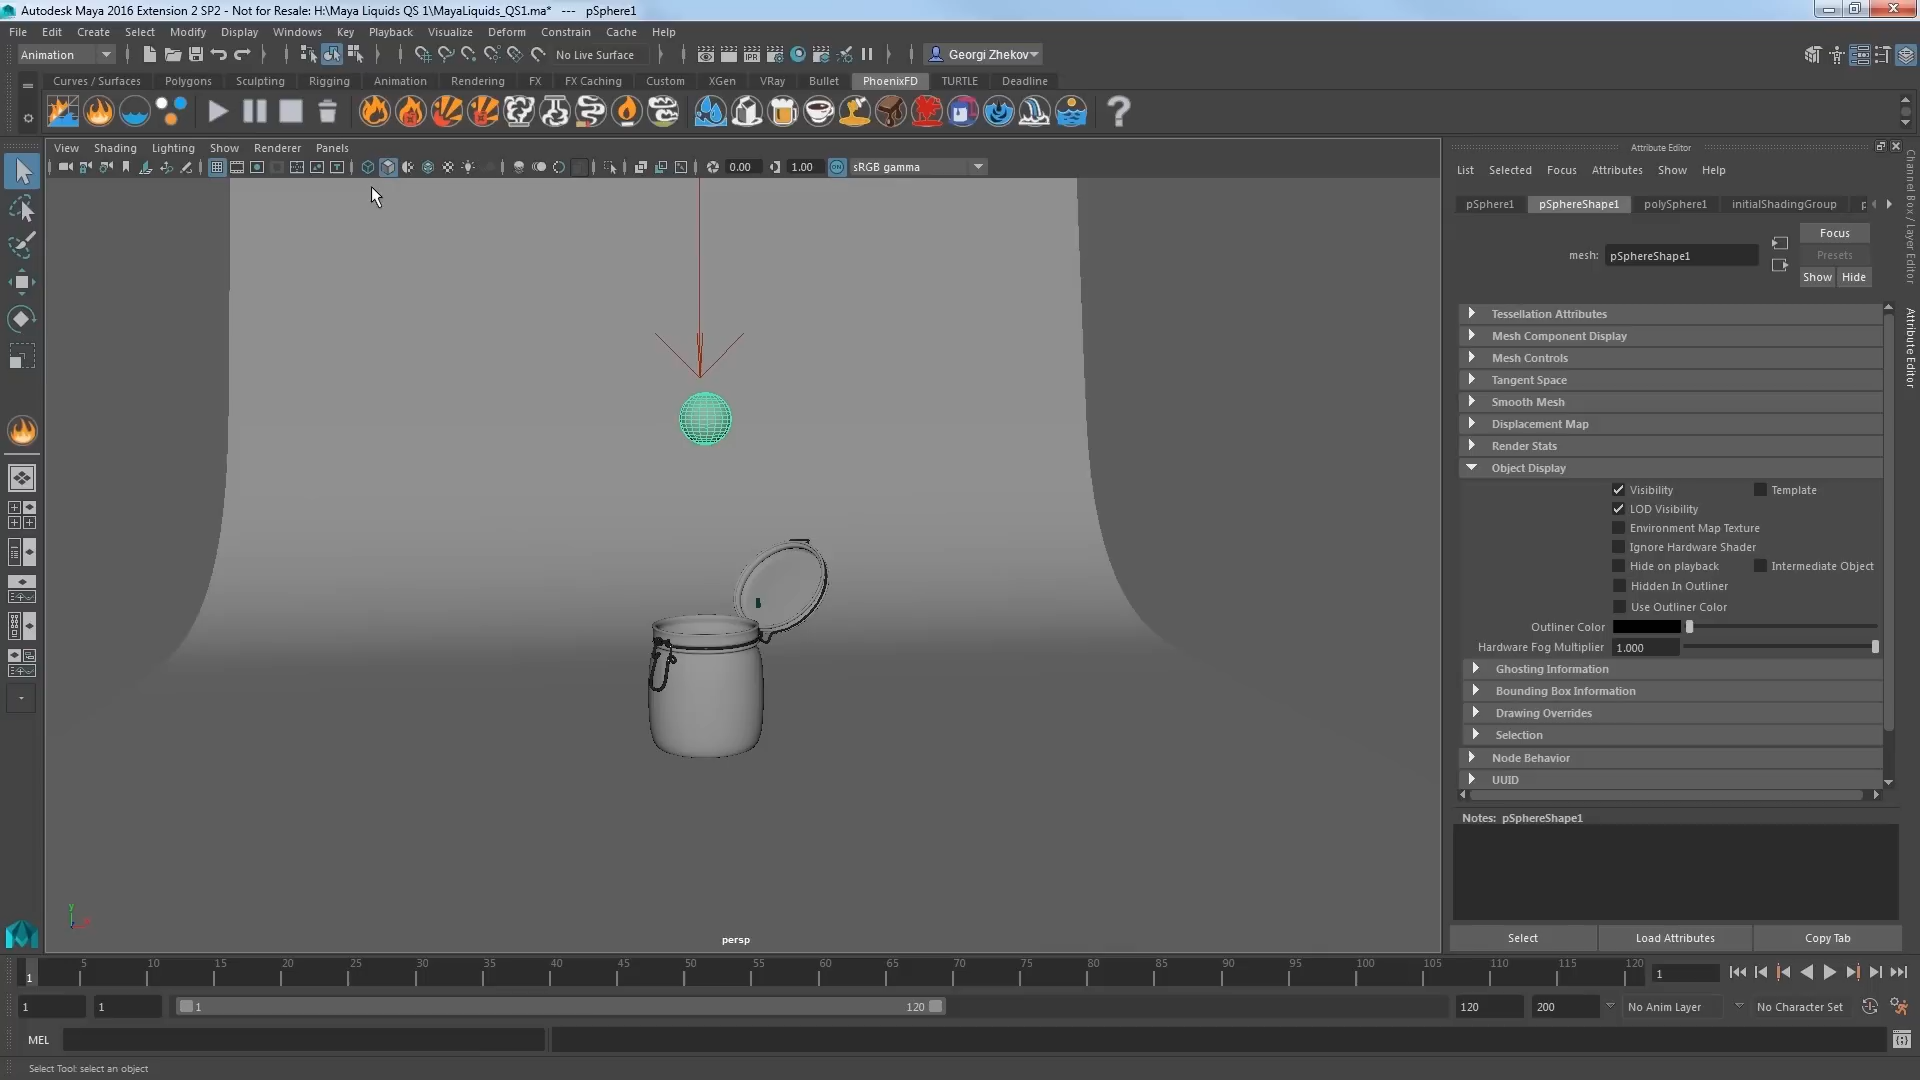 Autodesk Maya 2016 Extension 2 SP2 - Not for Resale: H:\Maya Liquids QS 1\MayaLiquids_QS1.ma* --- pSphere1
File Edit Create Select Modify Display Windows Key Playback Visualize Deform Constrain Cache Help
Animation No Live Surface Georgi Zhekov
Curves / Surfaces Polygons Sculpting Rigging Animation Rendering FX FX Caching Custom XGen VRay Bullet PhoenixFD TURTLE Deadline
View Shading Lighting Show Renderer Panels
0.00 1.00 sRGB gamma
persp
Attribute Editor
List Selected Focus Attributes Show Help
pSphere1 pSphereShape1 polySphere1 initialShadingGroup
Focus
mesh: pSphereShape1
Presets
Show Hide
Tessellation Attributes
Mesh Component Display
Mesh Controls
Tangent Space
Smooth Mesh
Displacement Map
Render Stats
Object Display
Visibility Template
LOD Visibility
Environment Map Texture
Ignore Hardware Shader
Hide on playback Intermediate Object
Hidden In Outliner
Use Outliner Color
Outliner Color
Hardware Fog Multiplier 1.000
Ghosting Information
Bounding Box Information
Drawing Overrides
Selection
Node Behavior
UUID
Notes: pSphereShape1
Select Load Attributes Copy Tab
Channel Box / Layer Editor
Attribute Editor
1 5 10 15 20 25 30 35 40 45 50 55 60 65 70 75 80 85 90 95 100 105 110 115 120 1
1 1 1 120 120 200 No Anim Layer No Character Set
MEL
Select Tool: select an object